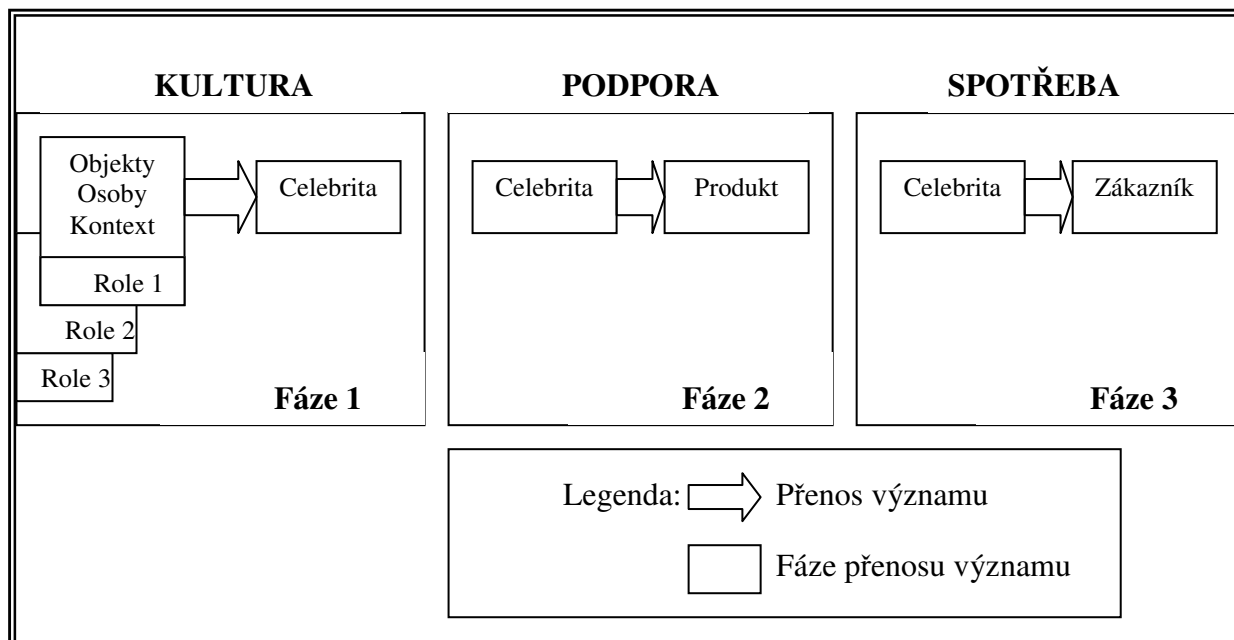 KULTURA
PODPORA
SPOTŘEBA
Objekty
Osoby
Kontext
Celebrita
Role 1
Role 2
Role 3
Fáze 1
Celebrita
Produkt
Fáze 2
Celebrita
Zákazník
Fáze 3
Legenda: Přenos významu
Fáze přenosu významu